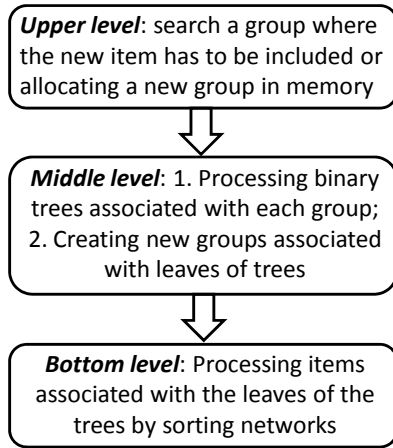 Upper level: search a group where
the new item has to be included or
allocating a new group in memory
Middle level: 1. Processing binary
trees associated with each group;
2. Creating new groups associated
with leaves of trees
Bottom level: Processing items
associated with the leaves of the
trees by sorting networks